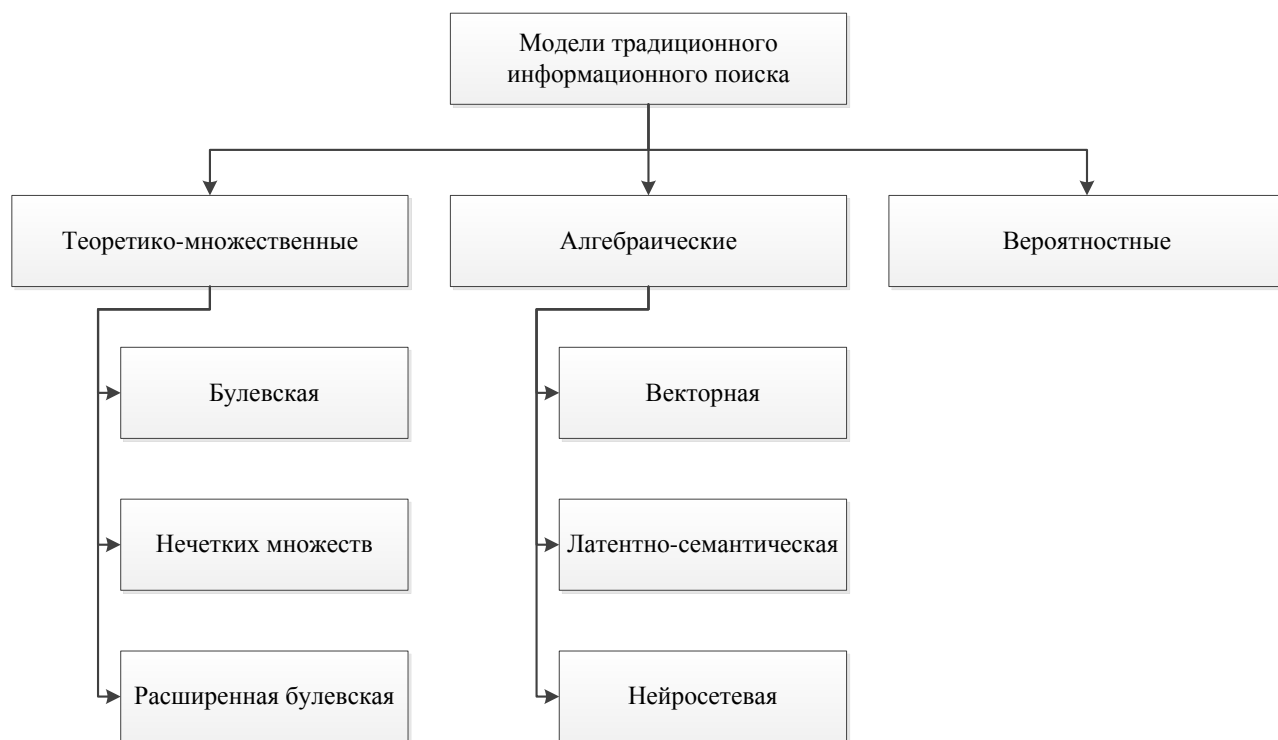 Модели традиционного
информационного поиска
Теоретико-множественные
Алгебраические
Вероятностные
Булевская
Векторная
Нечетких множеств
Латентно-семантическая
Расширенная булевская
Нейросетевая